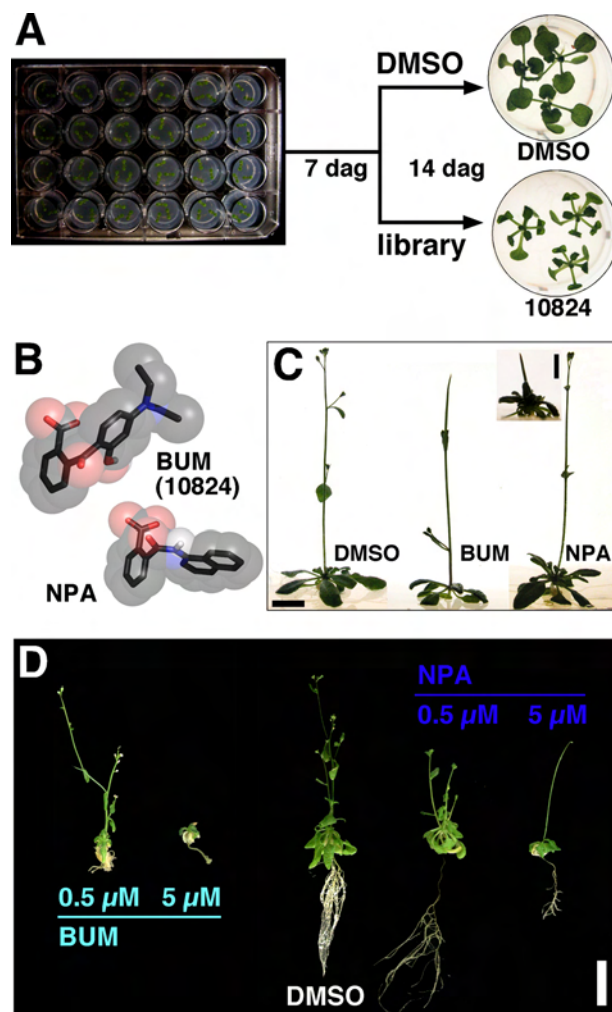 A
DMSO
7 dag
14 dag
library
DMSO
10824
B
BUM
(10824)
NPA
C
DMSO
BUM
NPA
D
NPA
0.5 µM 5 µM
0.5 µM 5 µM
BUM
DMSO